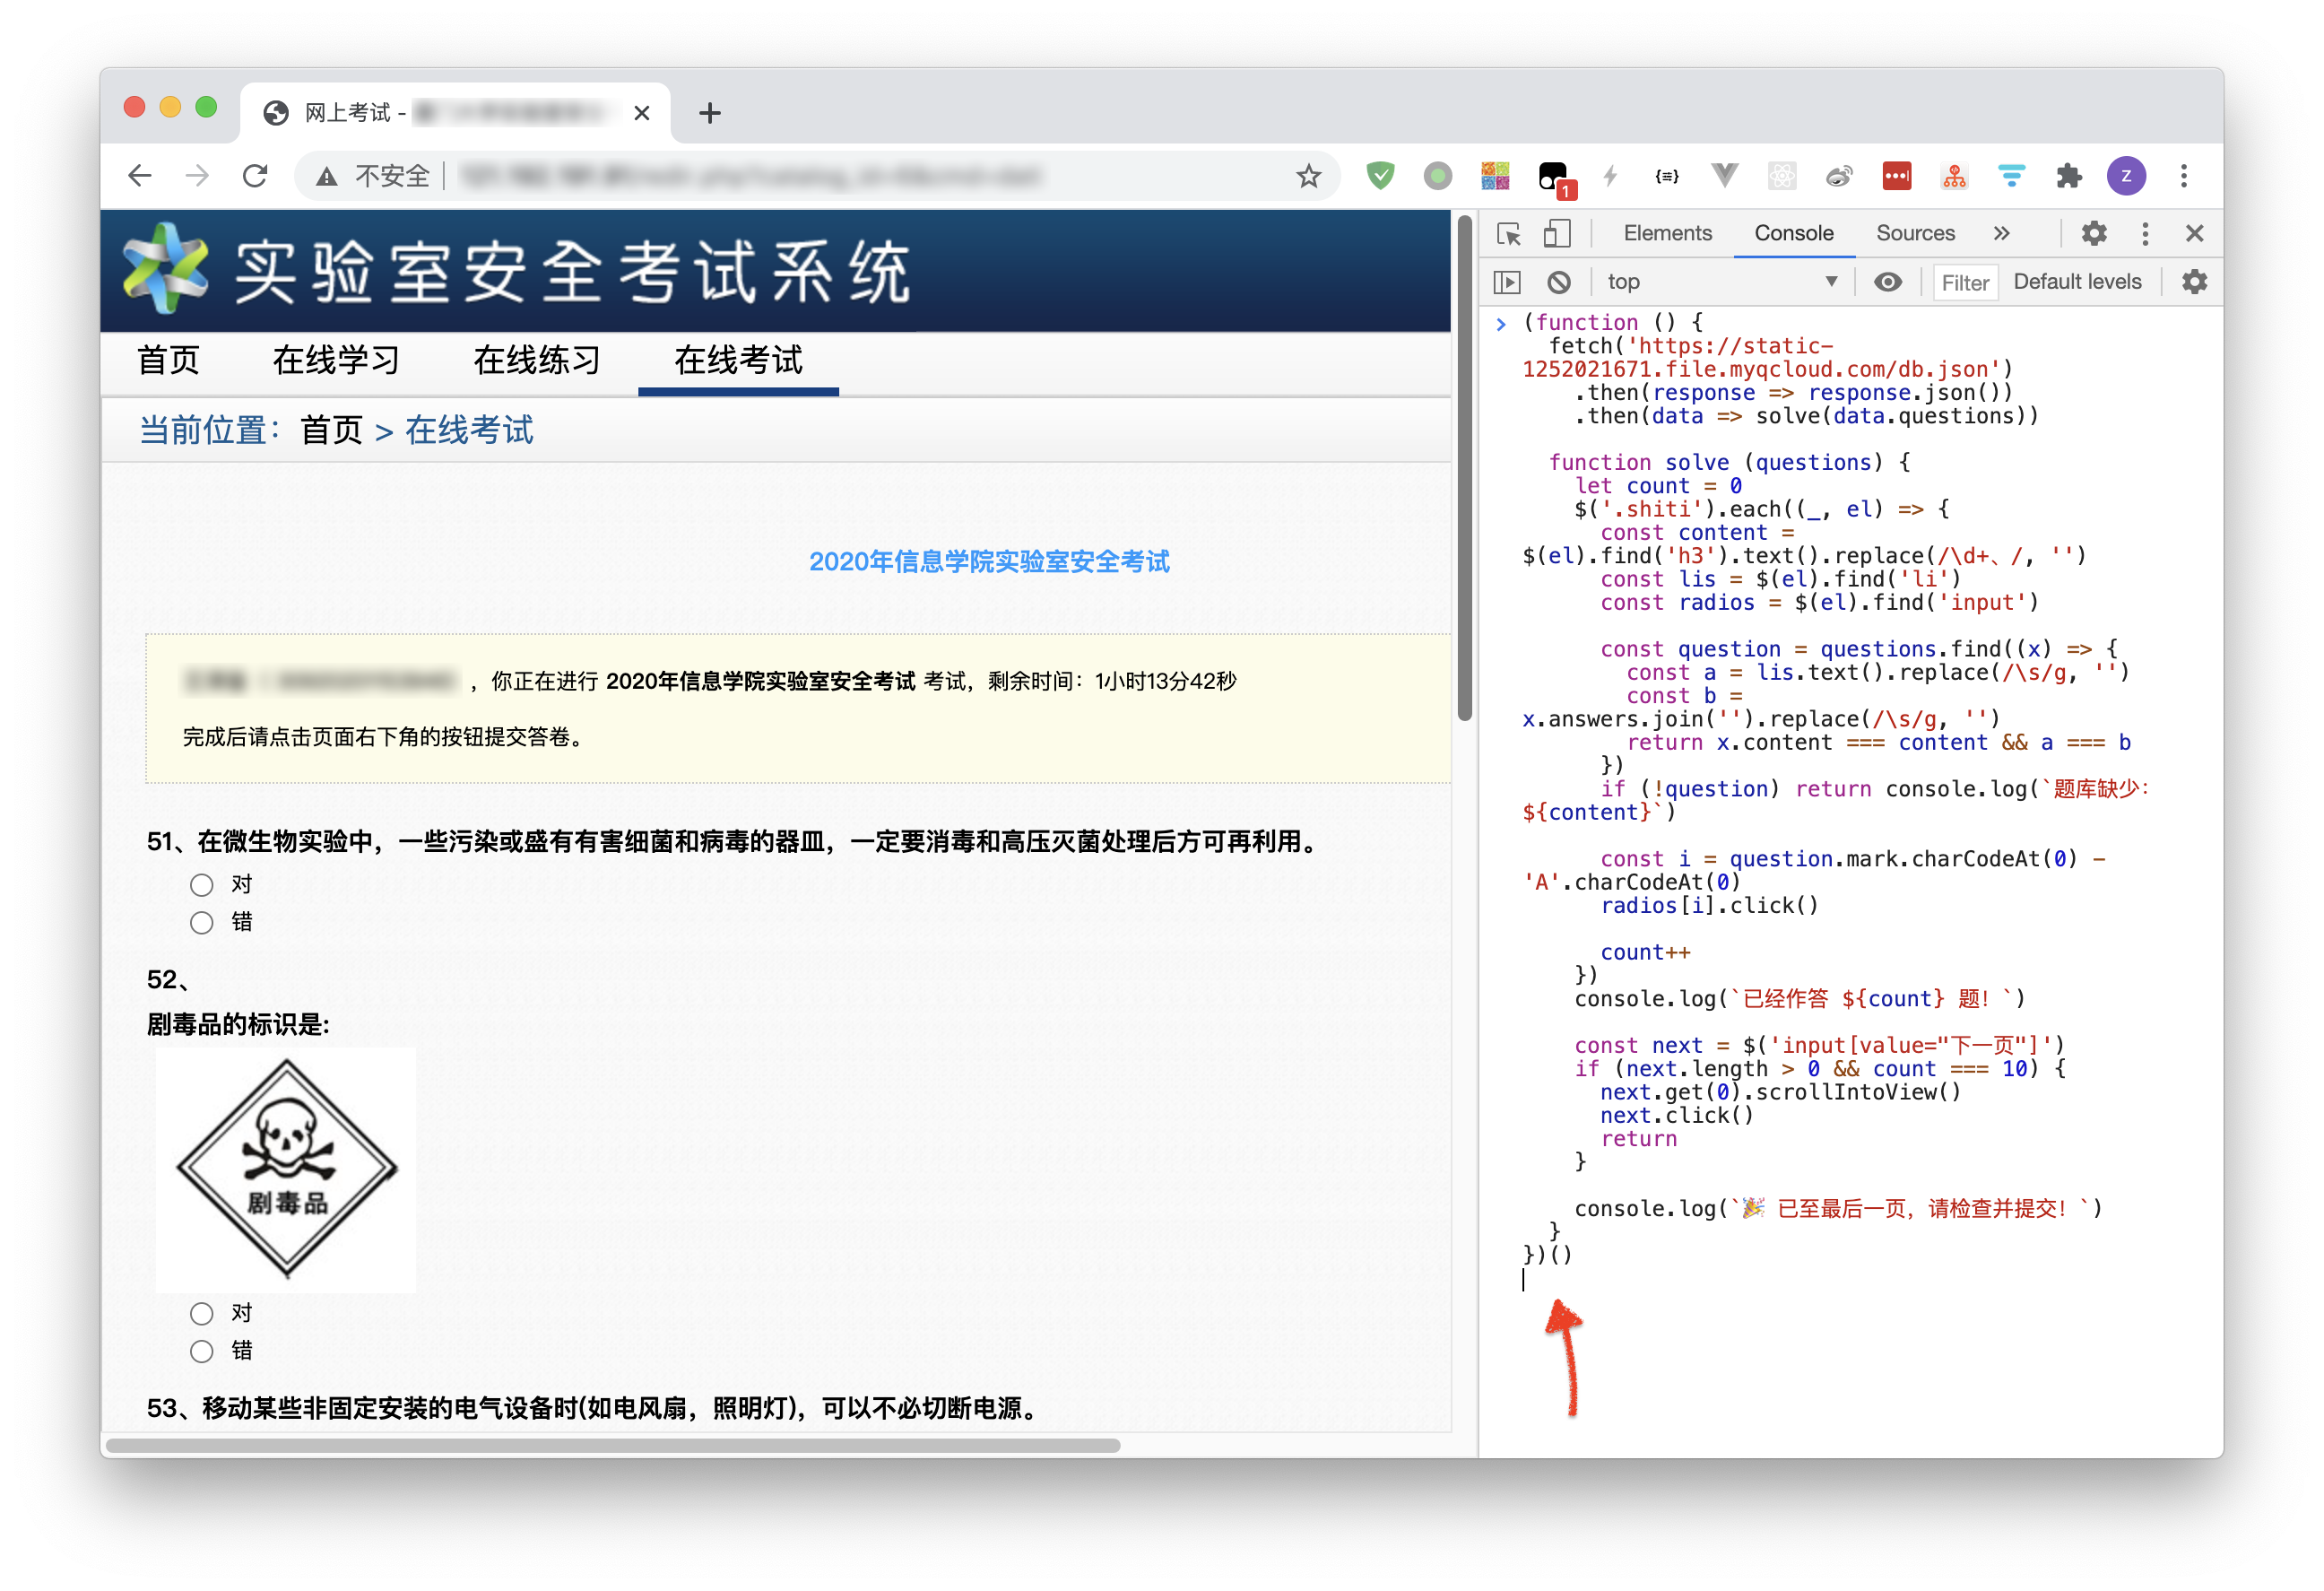 网上考试 -
不安全
1
z
实验室安全考试系统
首页 在线学习 在线练习 在线考试
当前位置： 首页 > 在线考试
2020年信息学院实验室安全考试
，你正在进行 2020年信息学院实验室安全考试 考试，剩余时间：1小时13分42秒
完成后请点击页面右下角的按钮提交答卷。
51、在微生物实验中，一些污染或盛有有害细菌和病毒的器皿，一定要消毒和高压灭菌处理后方可再利用。
对
错
52、
剧毒品的标识是:
剧毒品
对
错
53、移动某些非固定安装的电气设备时(如电风扇，照明灯)，可以不必切断电源。
Elements Console Sources »
top Filter Default levels
(function () {
fetch('https://static-
1252021671.file.myqcloud.com/db.json')
.then(response => response.json())
.then(data => solve(data.questions))
function solve (questions) {
let count = 0
$('.shiti').each((_, el) => {
const content =
$(el).find('h3').text().replace(/\d+、/, '')
const lis = $(el).find('li')
const radios = $(el).find('input')
const question = questions.find((x) => {
const a = lis.text().replace(/\s/g, '')
const b =
x.answers.join('').replace(/\s/g, '')
return x.content === content && a === b
})
if (!question) return console.log(`题库缺少：
${content}`)
const i = question.mark.charCodeAt(0) -
'A'.charCodeAt(0)
radios[i].click()
count++
})
console.log(`已经作答 ${count} 题！`)
const next = $('input[value="下一页"]')
if (next.length > 0 && count === 10) {
next.get(0).scrollIntoView()
next.click()
return
}
console.log(`🎉 已至最后一页，请检查并提交！`)
}
})()